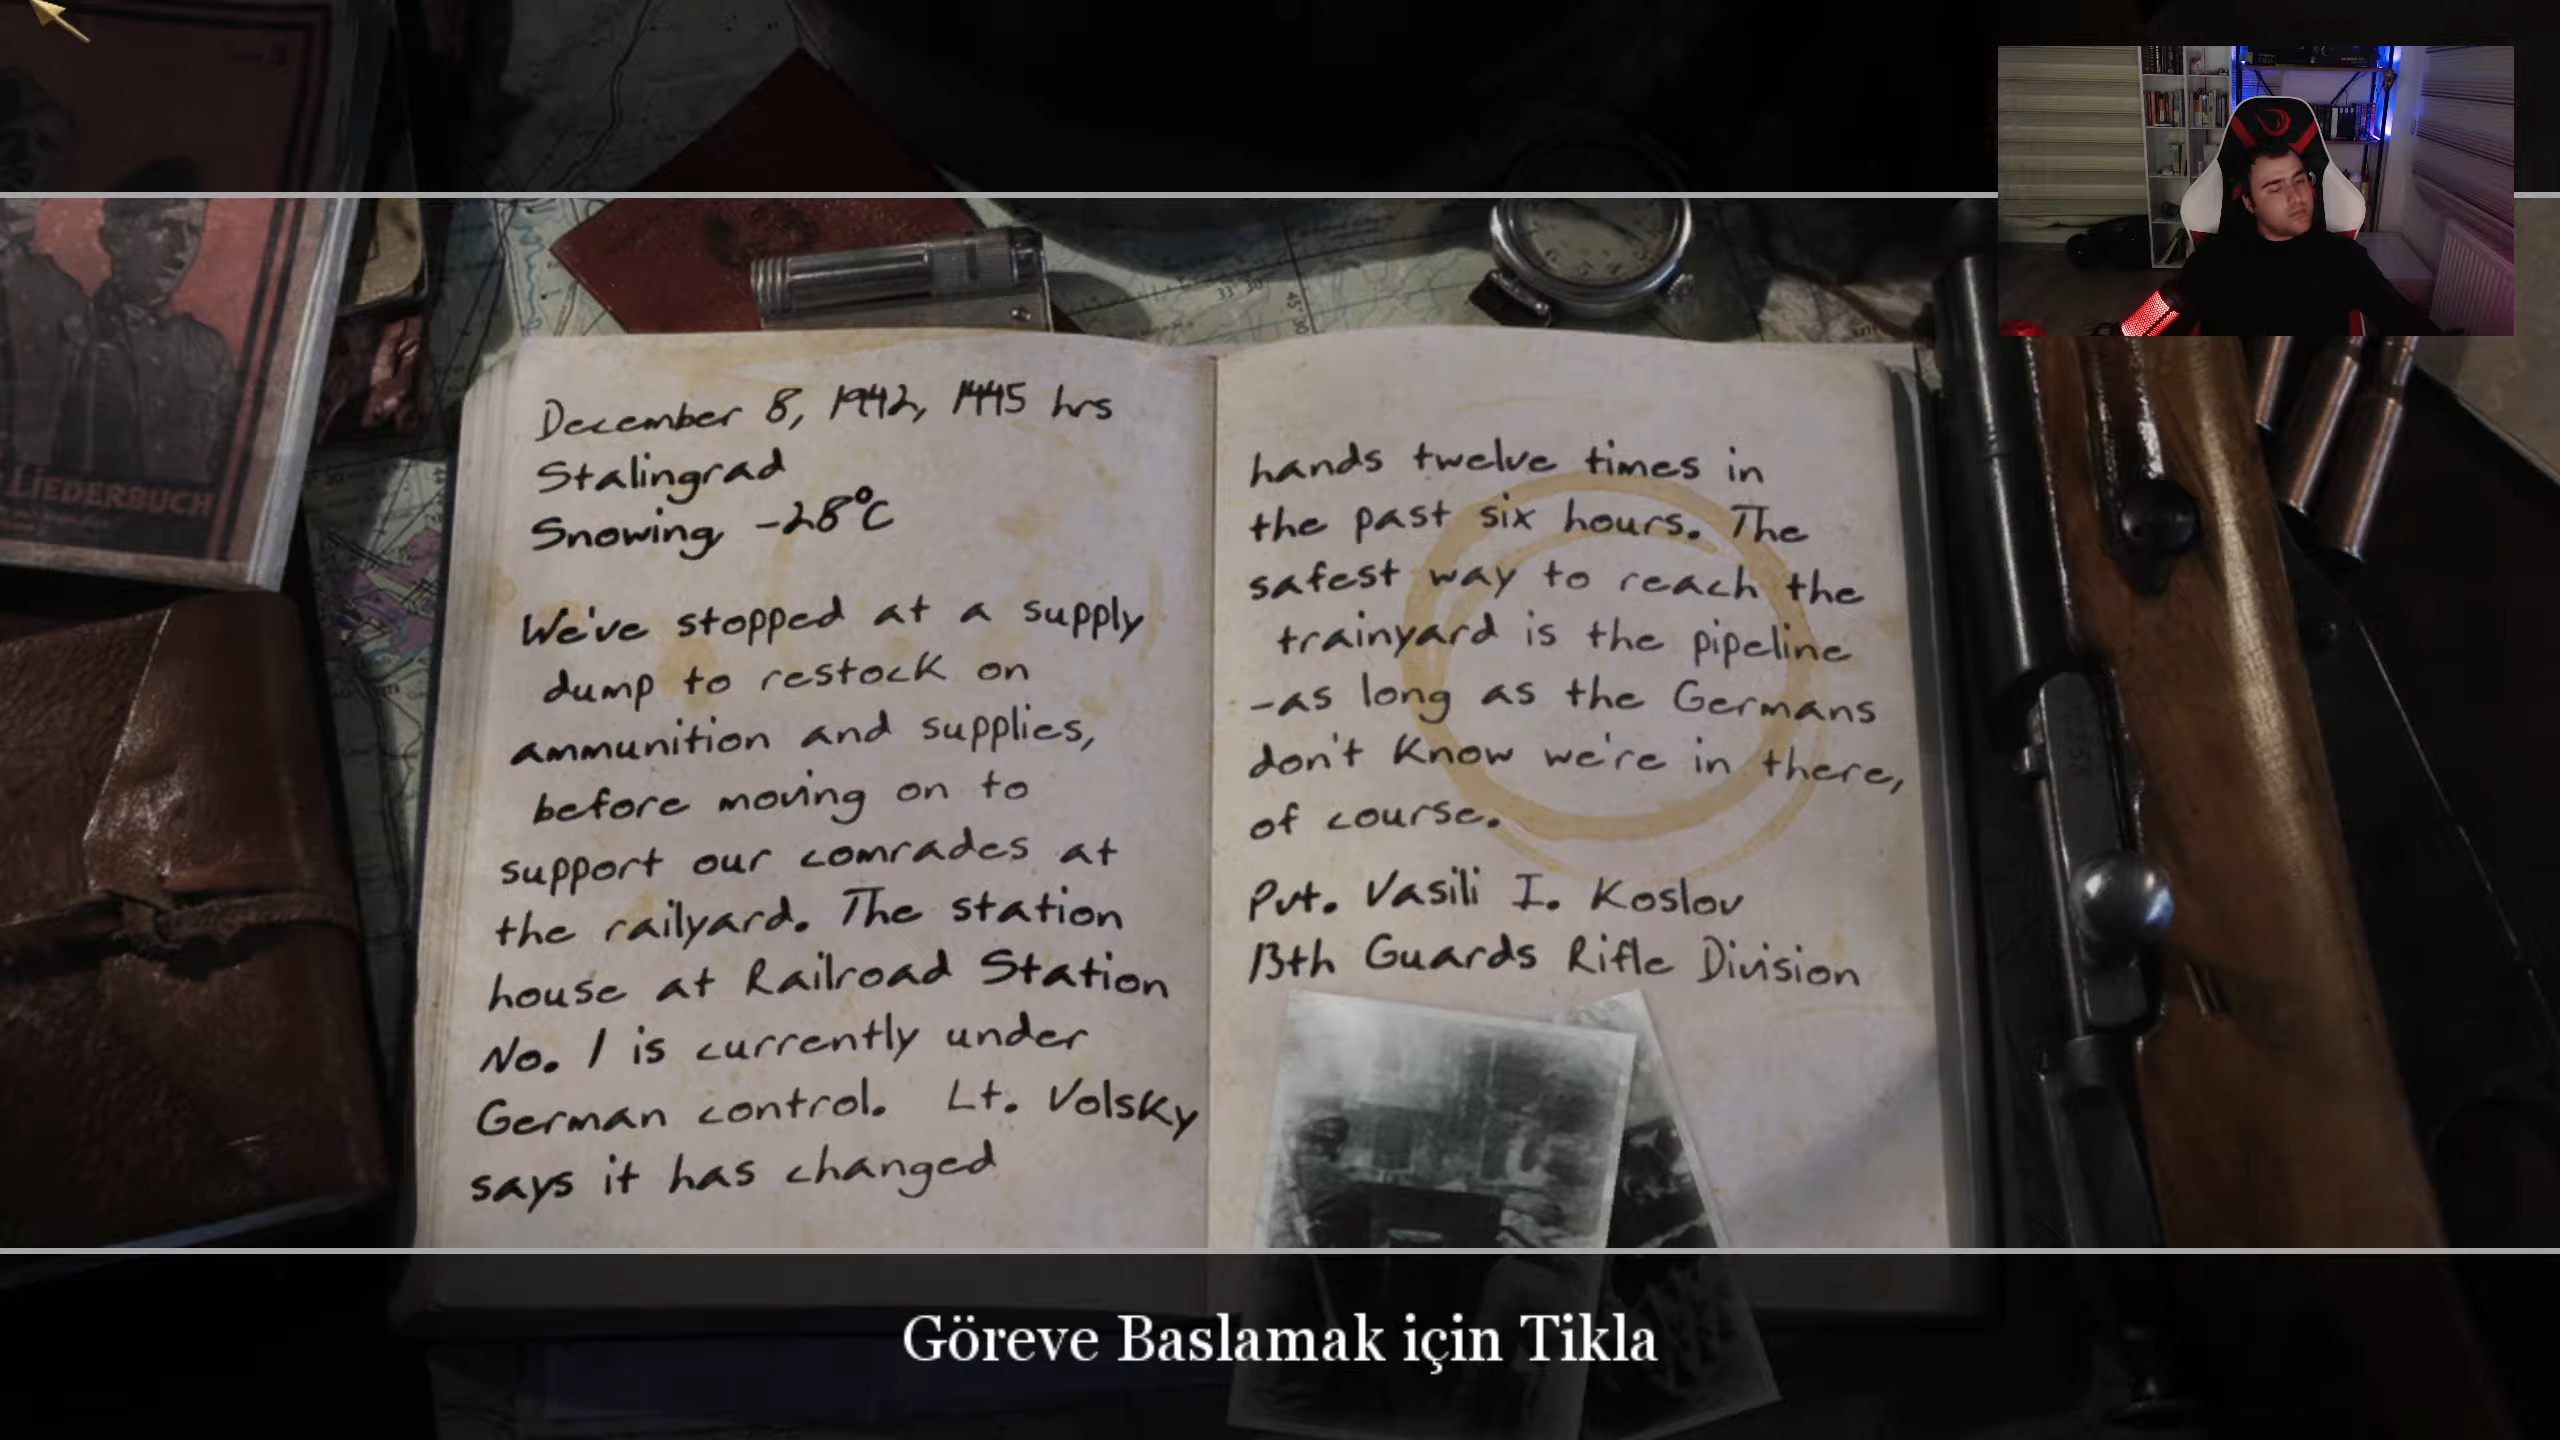 LIEDERBUCH
December 8, 1942, 1445 hrs
Stalingrad
Snowing -28°C
We've stopped at a supply
dump to restock on
ammunition and supplies,
before moving on to
support our comrades at
the railyard. The station
house at Railroad Station
No. 1 is currently under
German control. Lt. Volsky
says it has changed
hands twelve times in
the past six hours. The
safest way to reach the
trainyard is the pipeline
-as long as the Germans
don't know we're in there,
of course.
Pvt. Vasili I. Koslov
13th Guards Rifle Division
Göreve Baslamak için Tikla